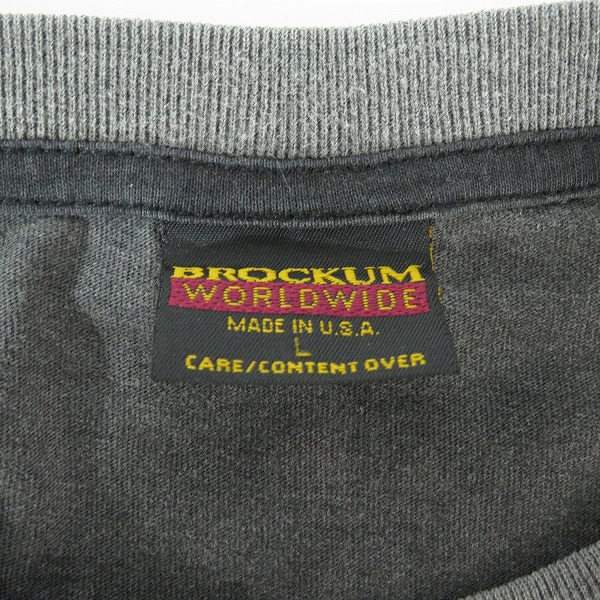 BROCKUM
WORLDWIDE
MADE IN U.S.A.
L
CARE/CONTENT OVER